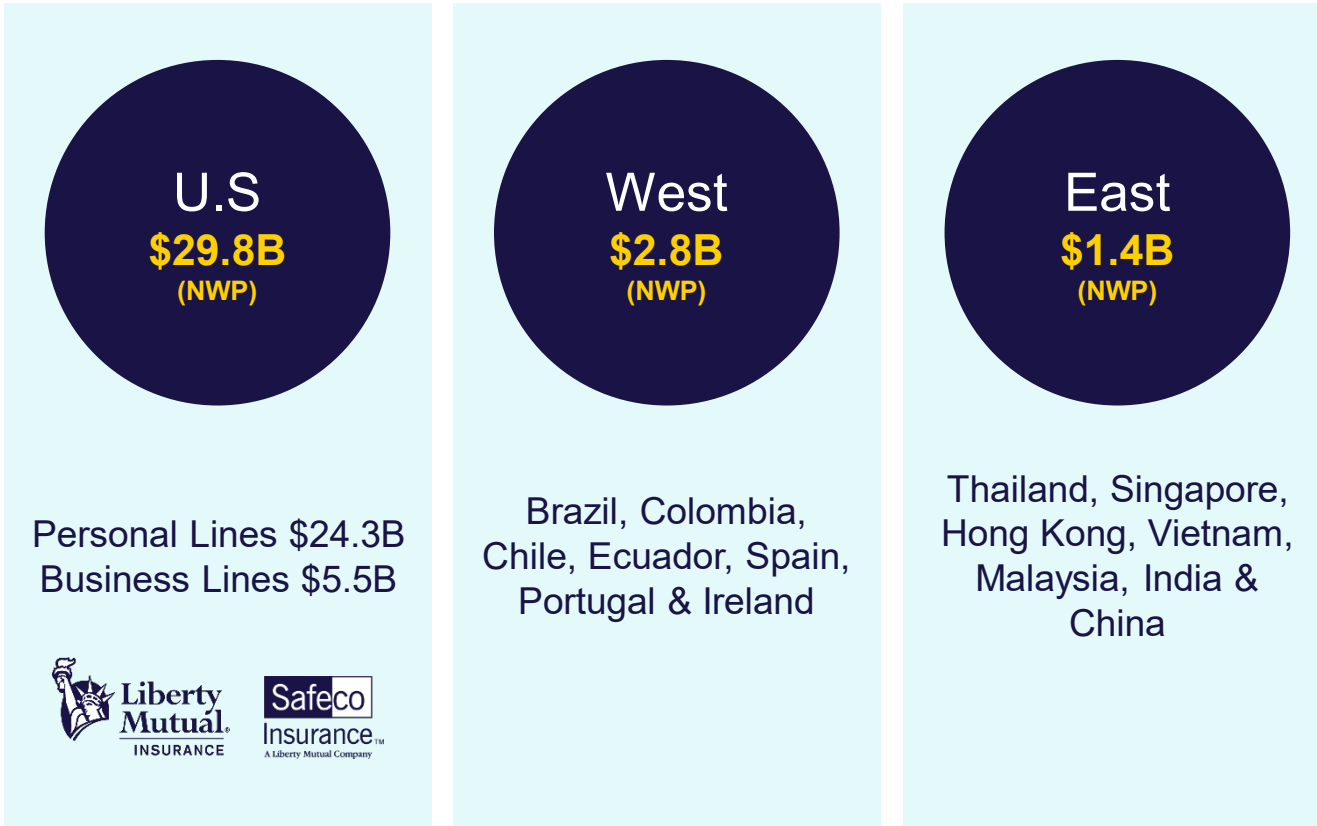 U.S
$29.8B
(NWP)
Personal Lines $24.3B
Business Lines $5.5B
Liberty
Mutual®
INSURANCE
Safeco
Insurance™
A Liberty Mutual Company
West
$2.8B
(NWP)
Brazil, Colombia,
Chile, Ecuador, Spain,
Portugal & Ireland
East
$1.4B
(NWP)
Thailand, Singapore,
Hong Kong, Vietnam,
Malaysia, India &
China